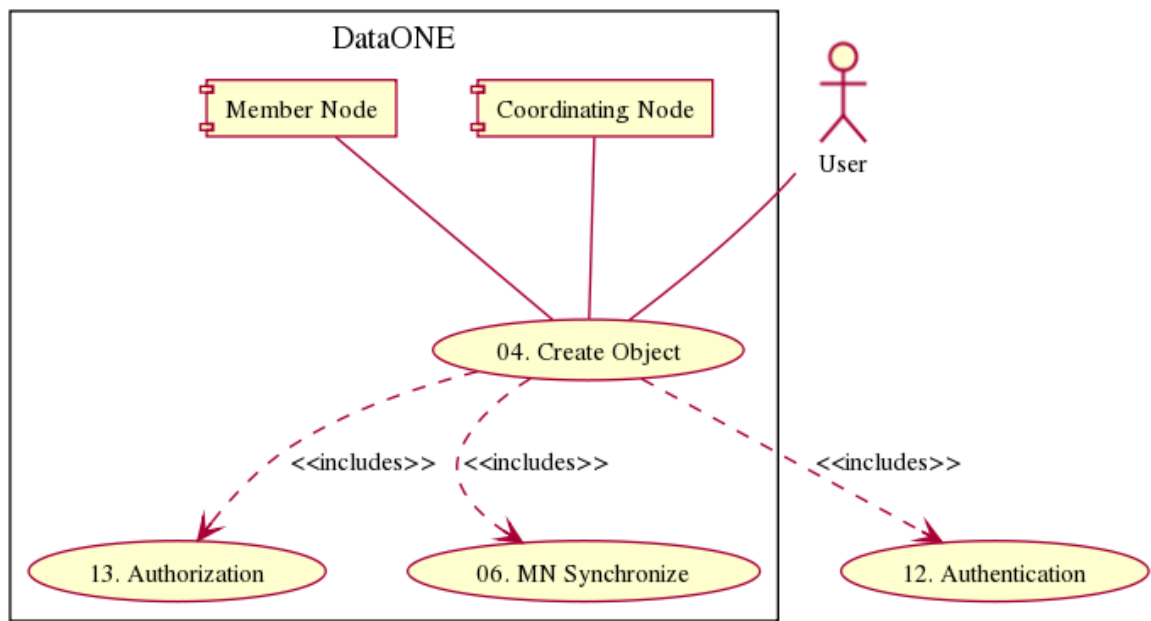 DataONE
Member Node
Coordinating Node
User
04. Create Object
<<includes>>
<<includes>>
<<includes>>
13. Authorization
06. MN Synchronize
12. Authentication